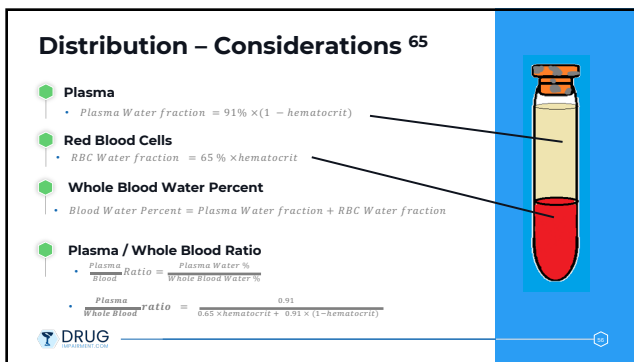 Distribution – Considerations 65
Plasma
• Plasma Water fraction = 91% ×(1 − hematocrit)
Red Blood Cells
• RBC Water fraction = 65 % ×hematocrit
Whole Blood Water Percent
• Blood Water Percent = Plasma Water fraction + RBC Water fraction
Plasma / Whole Blood Ratio
• Plasma/Blood Ratio = Plasma Water %/Whole Blood Water %
• Plasma/Whole Blood ratio = 0.91/0.65 ×hematocrit + 0.91 ×(1−hematocrit)
DRUG
IMPAIRMENT.COM